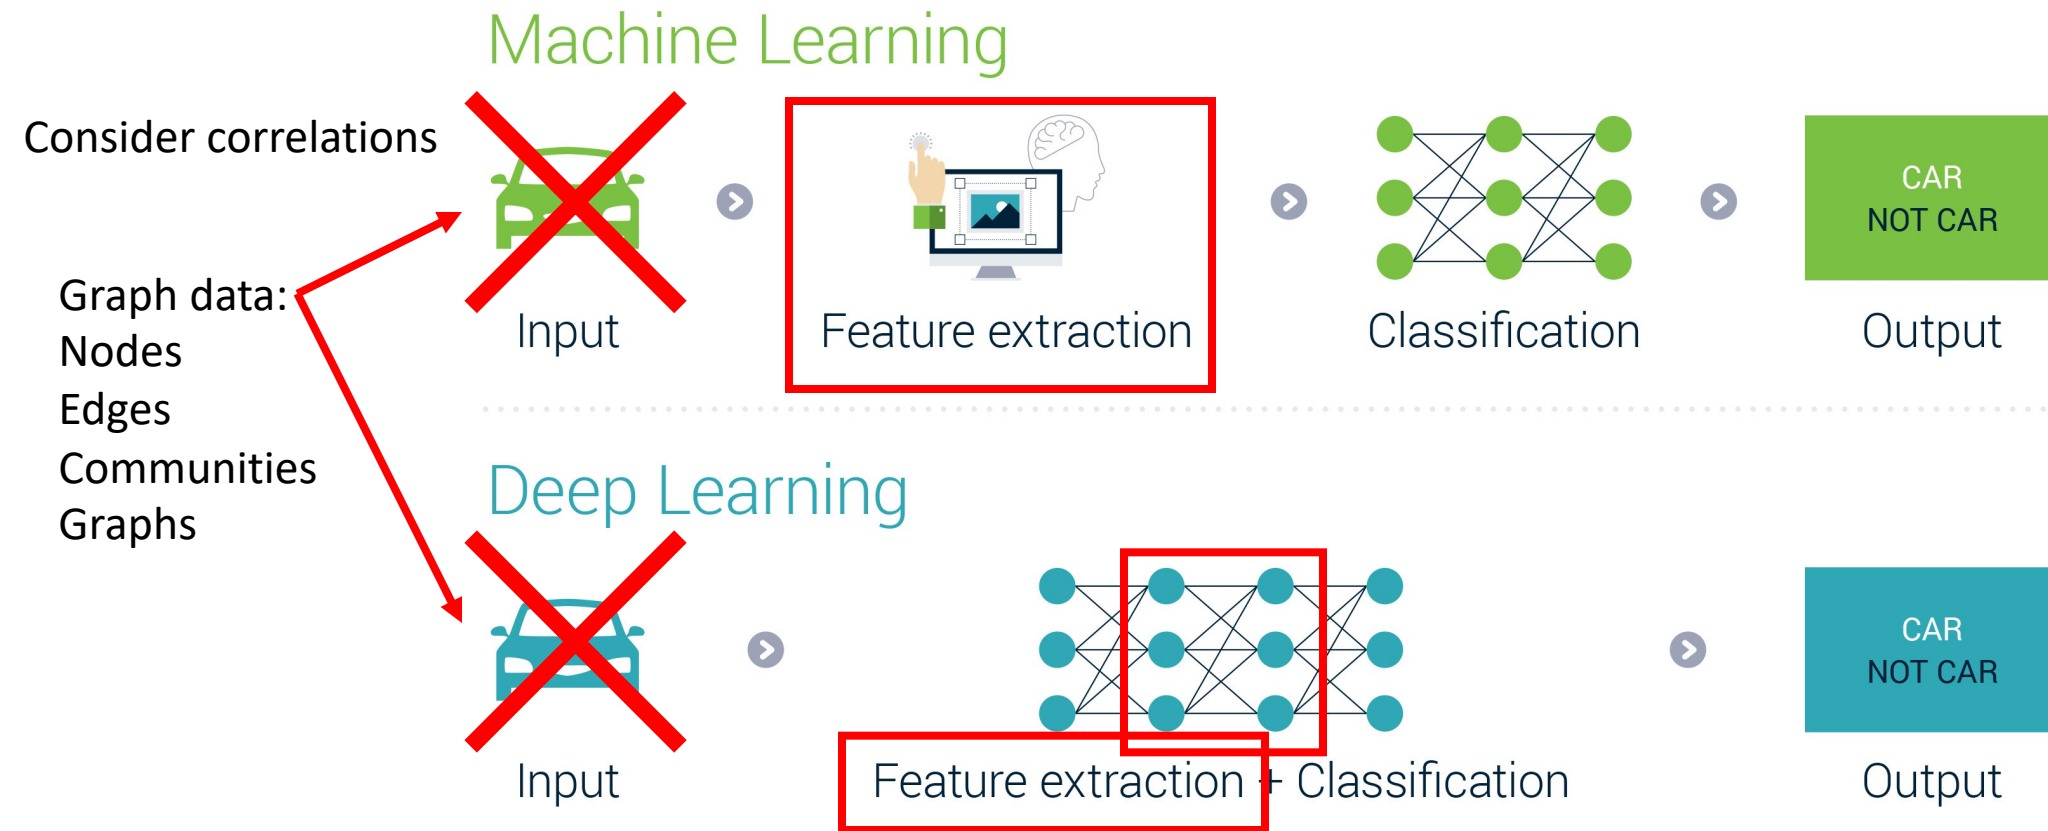 Machine Learning
Consider correlations
Graph data:
Nodes
Edges
Communities
Graphs
Input
Feature extraction
Classification
CAR
NOT CAR
Output
Deep Learning
Input
Feature extraction + Classification
CAR
NOT CAR
Output